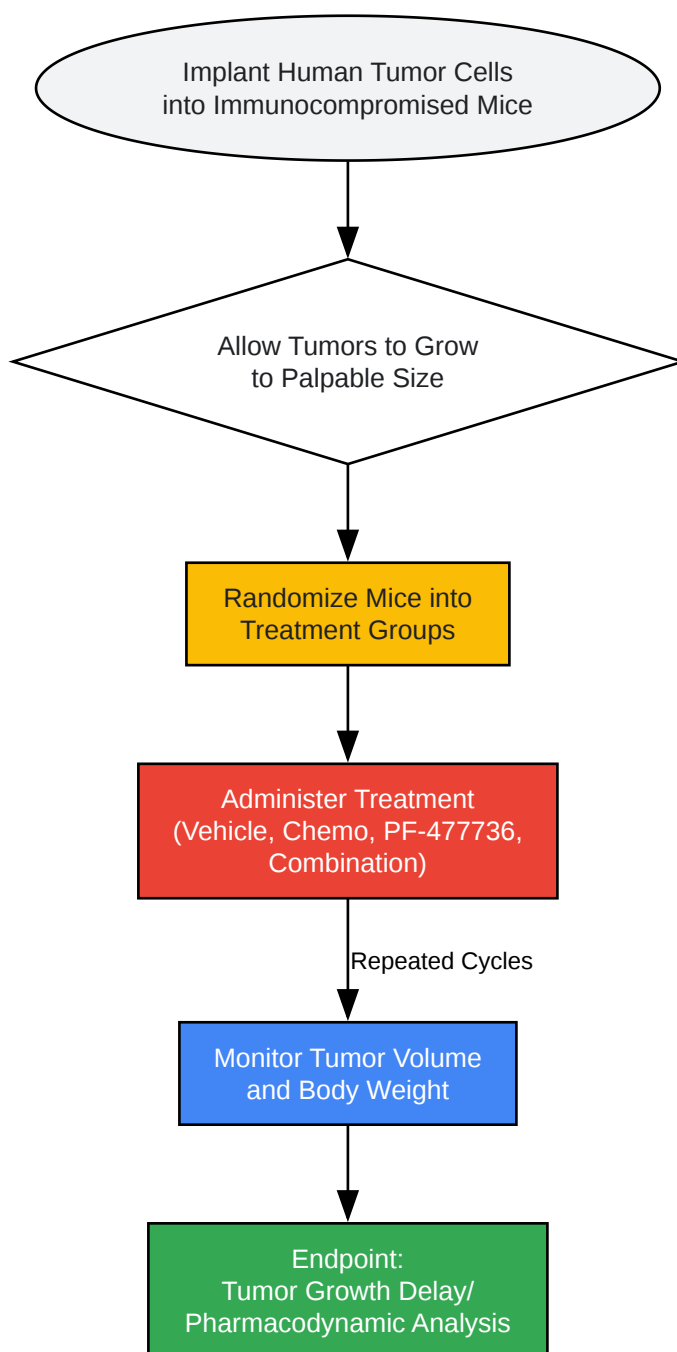 Implant Human Tumor Cells
into Immunocompromised Mice
Allow Tumors to Grow
to Palpable Size
Randomize Mice into
Treatment Groups
Administer Treatment
(Vehicle, Chemo, PF-477736,
Combination)
Repeated Cycles
Monitor Tumor Volume
and Body Weight
Endpoint:
Tumor Growth Delay/
Pharmacodynamic Analysis